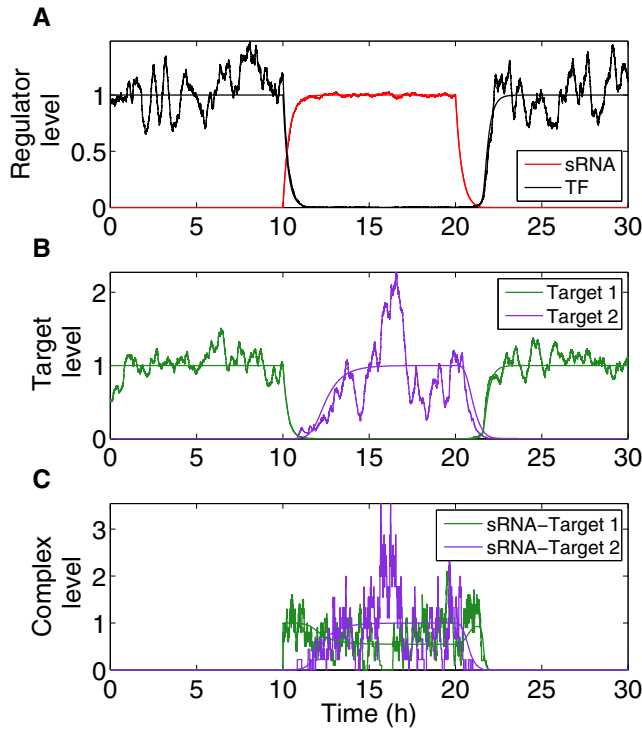 A
Regulator
level
1
0.5
0
sRNA
TF
0 5 10 15 20 25 30
B
Target
level
2
1
0
Target 1
Target 2
0 5 10 15 20 25 30
C
Complex
level
3
2
1
0
sRNA−Target 1
sRNA−Target 2
0 5 10 15 20 25 30
Time (h)